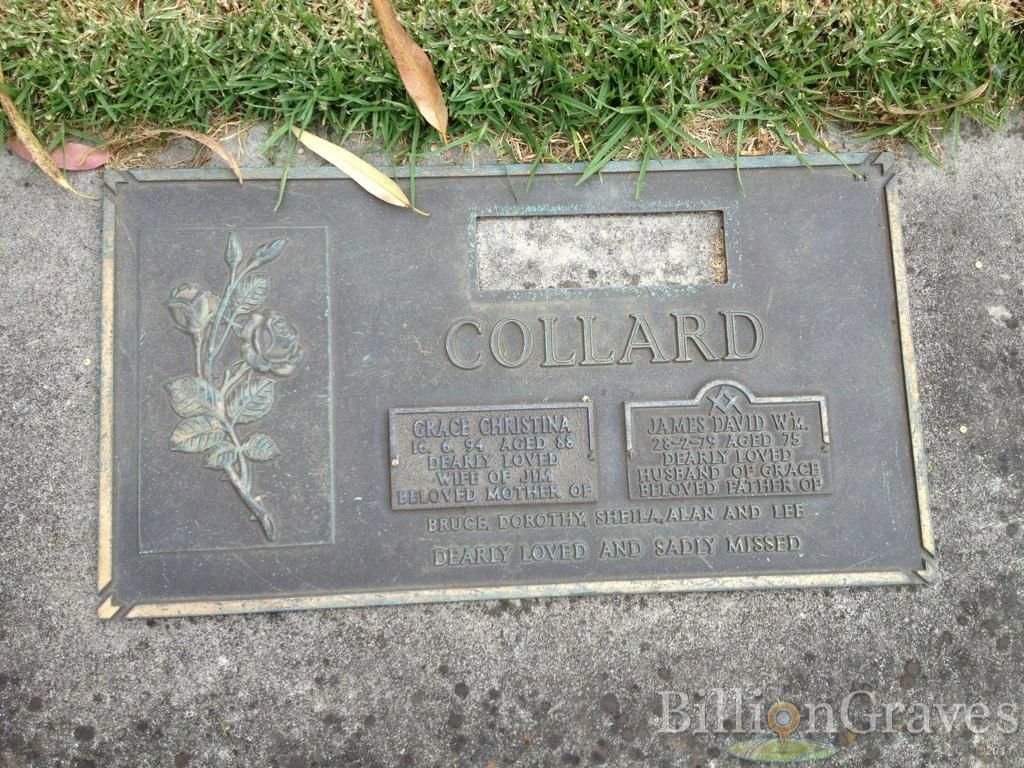 COLLARD
GRACE CHRISTINA
16. 6. 94 AGED 88
DEARLY LOVED
WIFE OF JIM
BELOVED MOTHER OF
JAMES DAVID WM.
28-2-79 AGED 75
DEARLY LOVED
HUSBAND OF GRACE
BELOVED FATHER OF
BRUCE, DOROTHY, SHEILA, ALAN AND LEE
DEARLY LOVED AND SADLY MISSED
BillionGraves